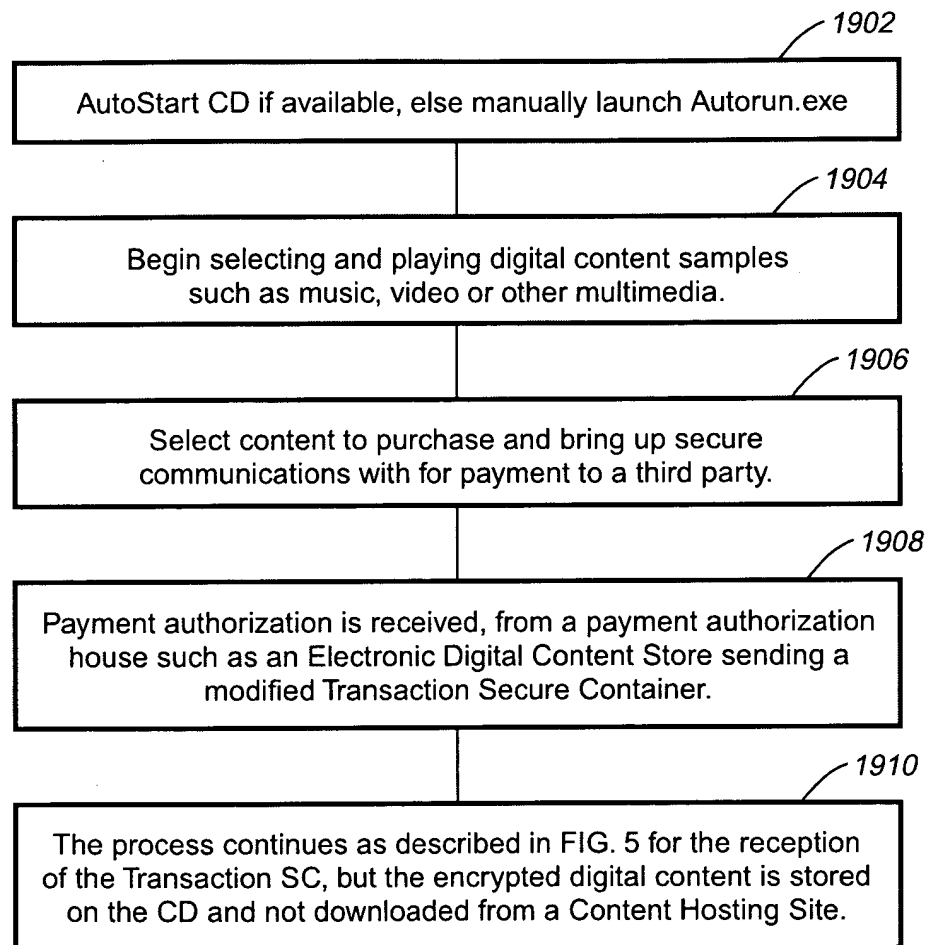 1902
AutoStart CD if available, else manually launch Autorun.exe
1904
Begin selecting and playing digital content samples
such as music, video or other multimedia.
1906
Select content to purchase and bring up secure
communications with for payment to a third party.
1908
Payment authorization is received, from a payment authorization
house such as an Electronic Digital Content Store sending a
modified Transaction Secure Container.
1910
The process continues as described in FIG. 5 for the reception
of the Transaction SC, but the encrypted digital content is stored
on the CD and not downloaded from a Content Hosting Site.